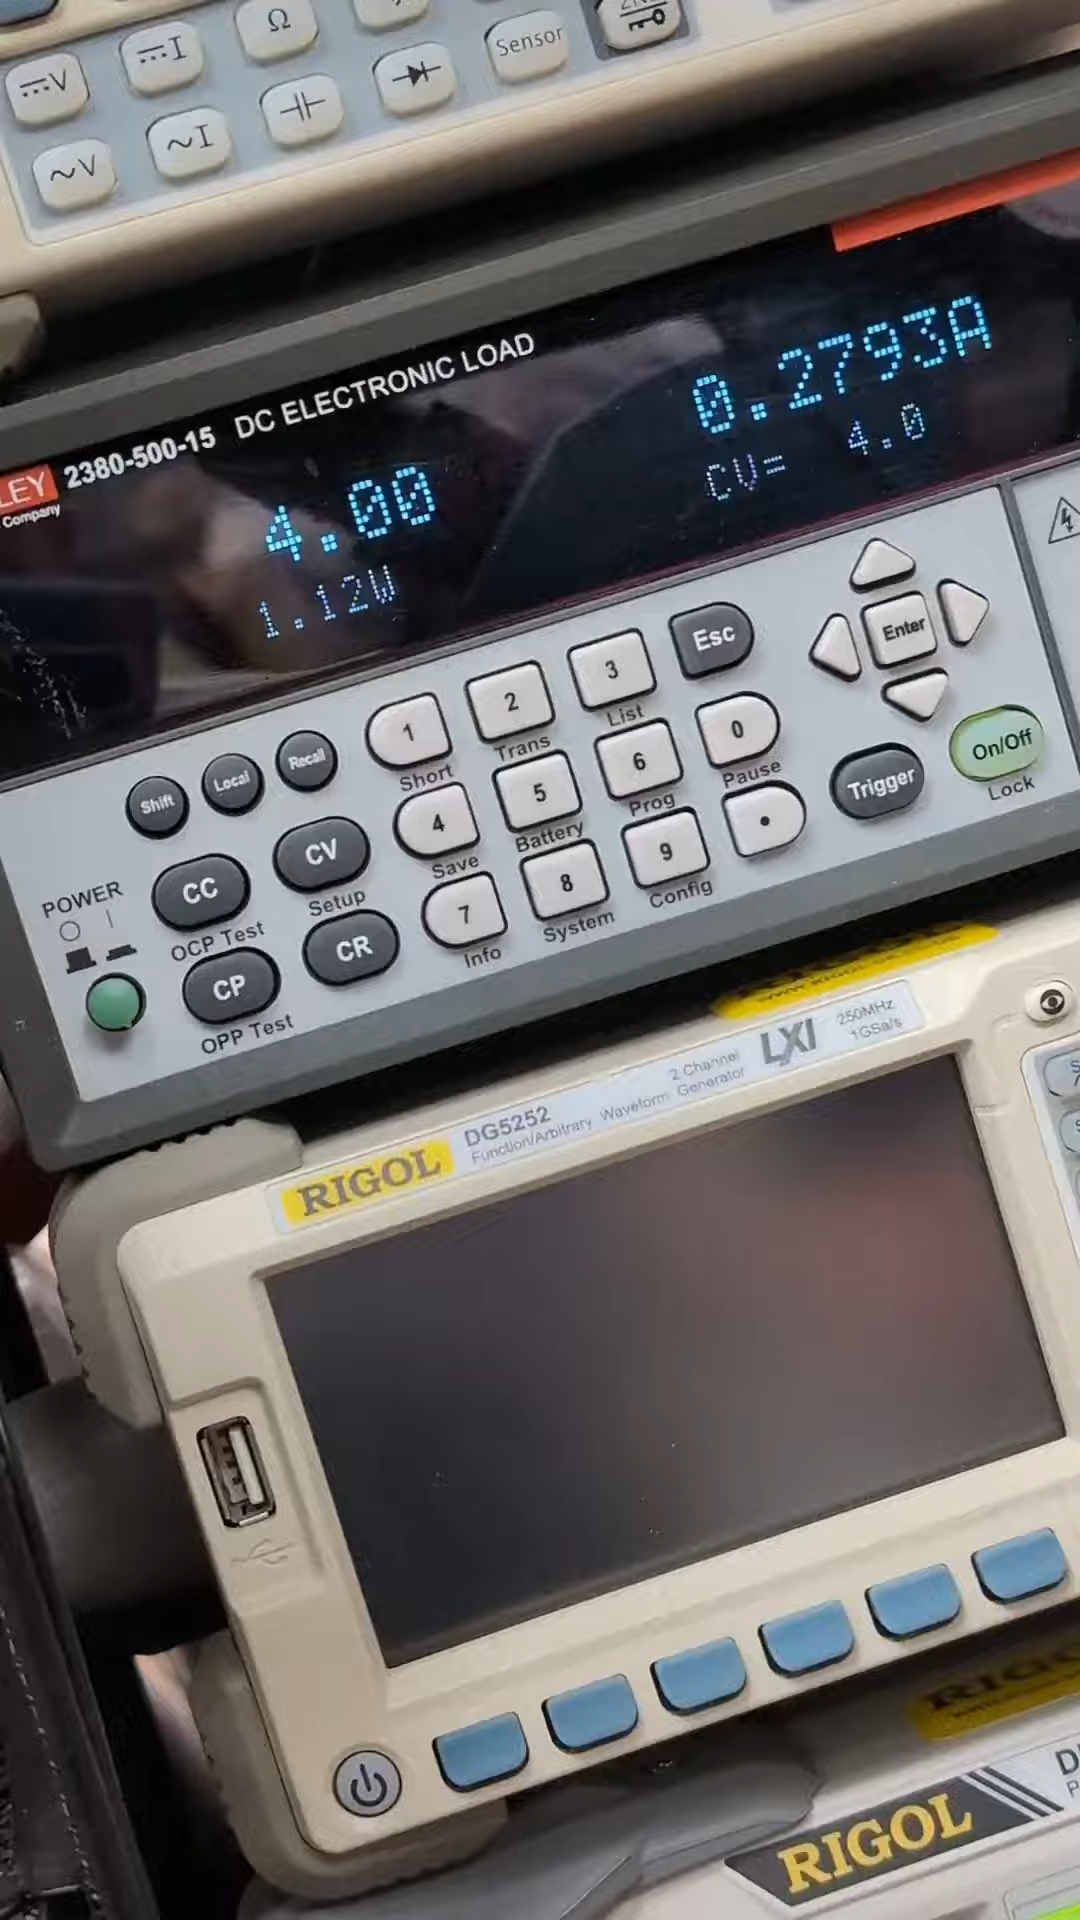 Ω
⎓I
Sensor
⎓V
~I
~V
DC ELECTRONIC LOAD
0.2793A
2380-500-15
LEY
Company
4.00
CV= 4.0
1.12W
Esc
Enter
1
2
3
0
Short
Trans
List
Pause
Shift
Local
Recall
4
5
6
.
Trigger
On/Off
Lock
Save
Battery
Prog
CC
CV
7
8
9
OCP Test
Setup
Info
System
Config
POWER
CP
CR
OPP Test
RIGOL
DG5252
2 Channel
Function/Arbitrary Waveform Generator
LXI
250MHz
1GSa/s
RIGOL
RIGOL